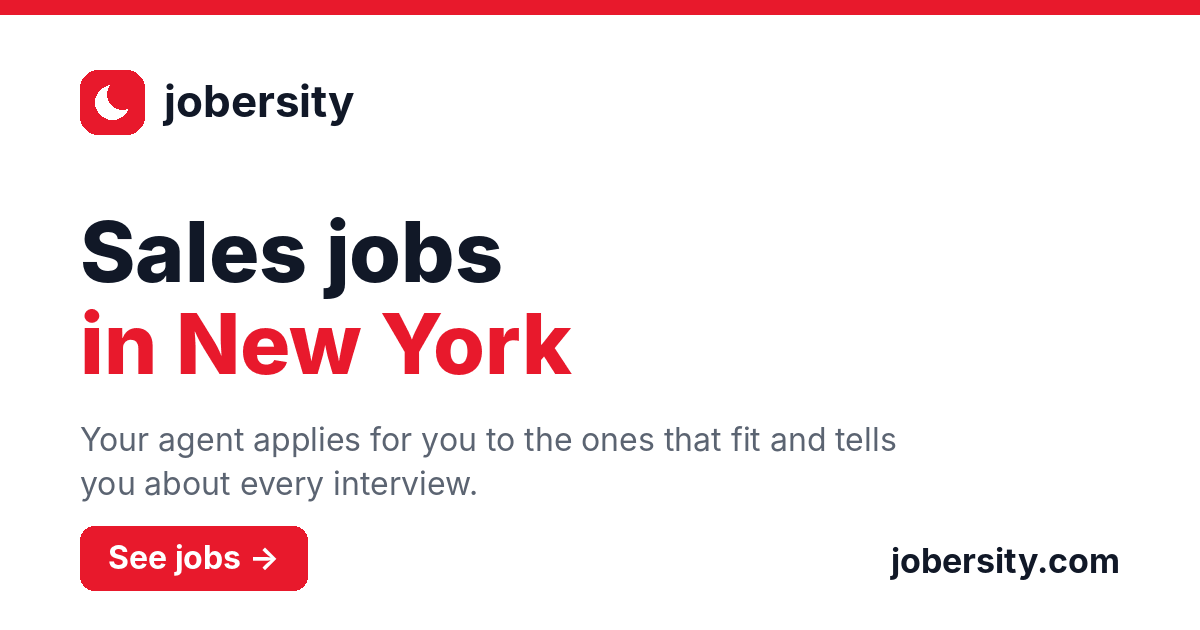 jobersity
Sales jobs
in New York
Your agent applies for you to the ones that fit and tells
you about every interview.
See jobs →
jobersity.com